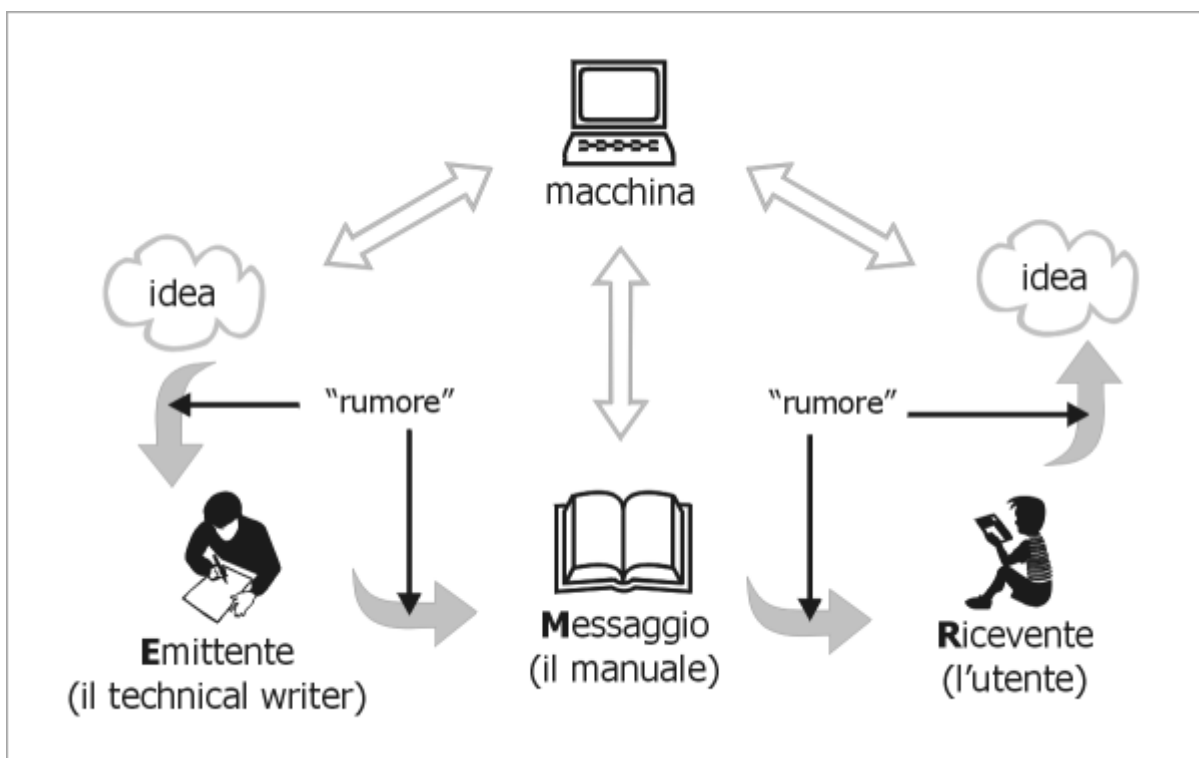 macchina
idea
idea
“rumore”
“rumore”
Emittente
(il technical writer)
Messaggio
(il manuale)
Ricevente
(l’utente)